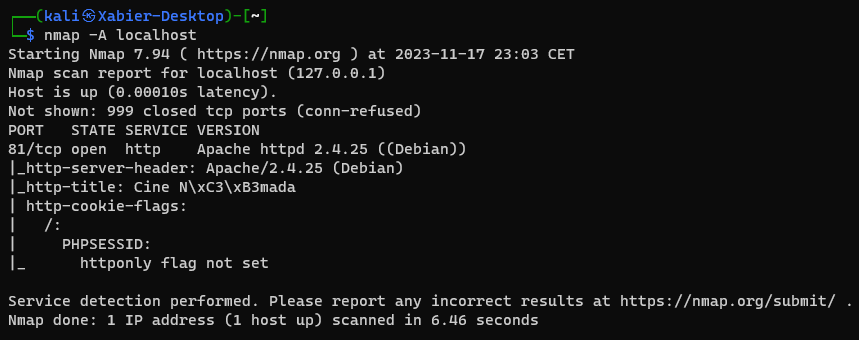 ┌──(kali㉿Xabier-Desktop)-[~]
└─$ nmap -A localhost
Starting Nmap 7.94 ( https://nmap.org ) at 2023-11-17 23:03 CET
Nmap scan report for localhost (127.0.0.1)
Host is up (0.00010s latency).
Not shown: 999 closed tcp ports (conn-refused)
PORT   STATE SERVICE VERSION
81/tcp open  http    Apache httpd 2.4.25 ((Debian))
|_http-server-header: Apache/2.4.25 (Debian)
|_http-title: Cine N\xC3\xB3mada
| http-cookie-flags:
|   /:
|     PHPSESSID:
|_      httponly flag not set
Service detection performed. Please report any incorrect results at https://nmap.org/submit/ .
Nmap done: 1 IP address (1 host up) scanned in 6.46 seconds